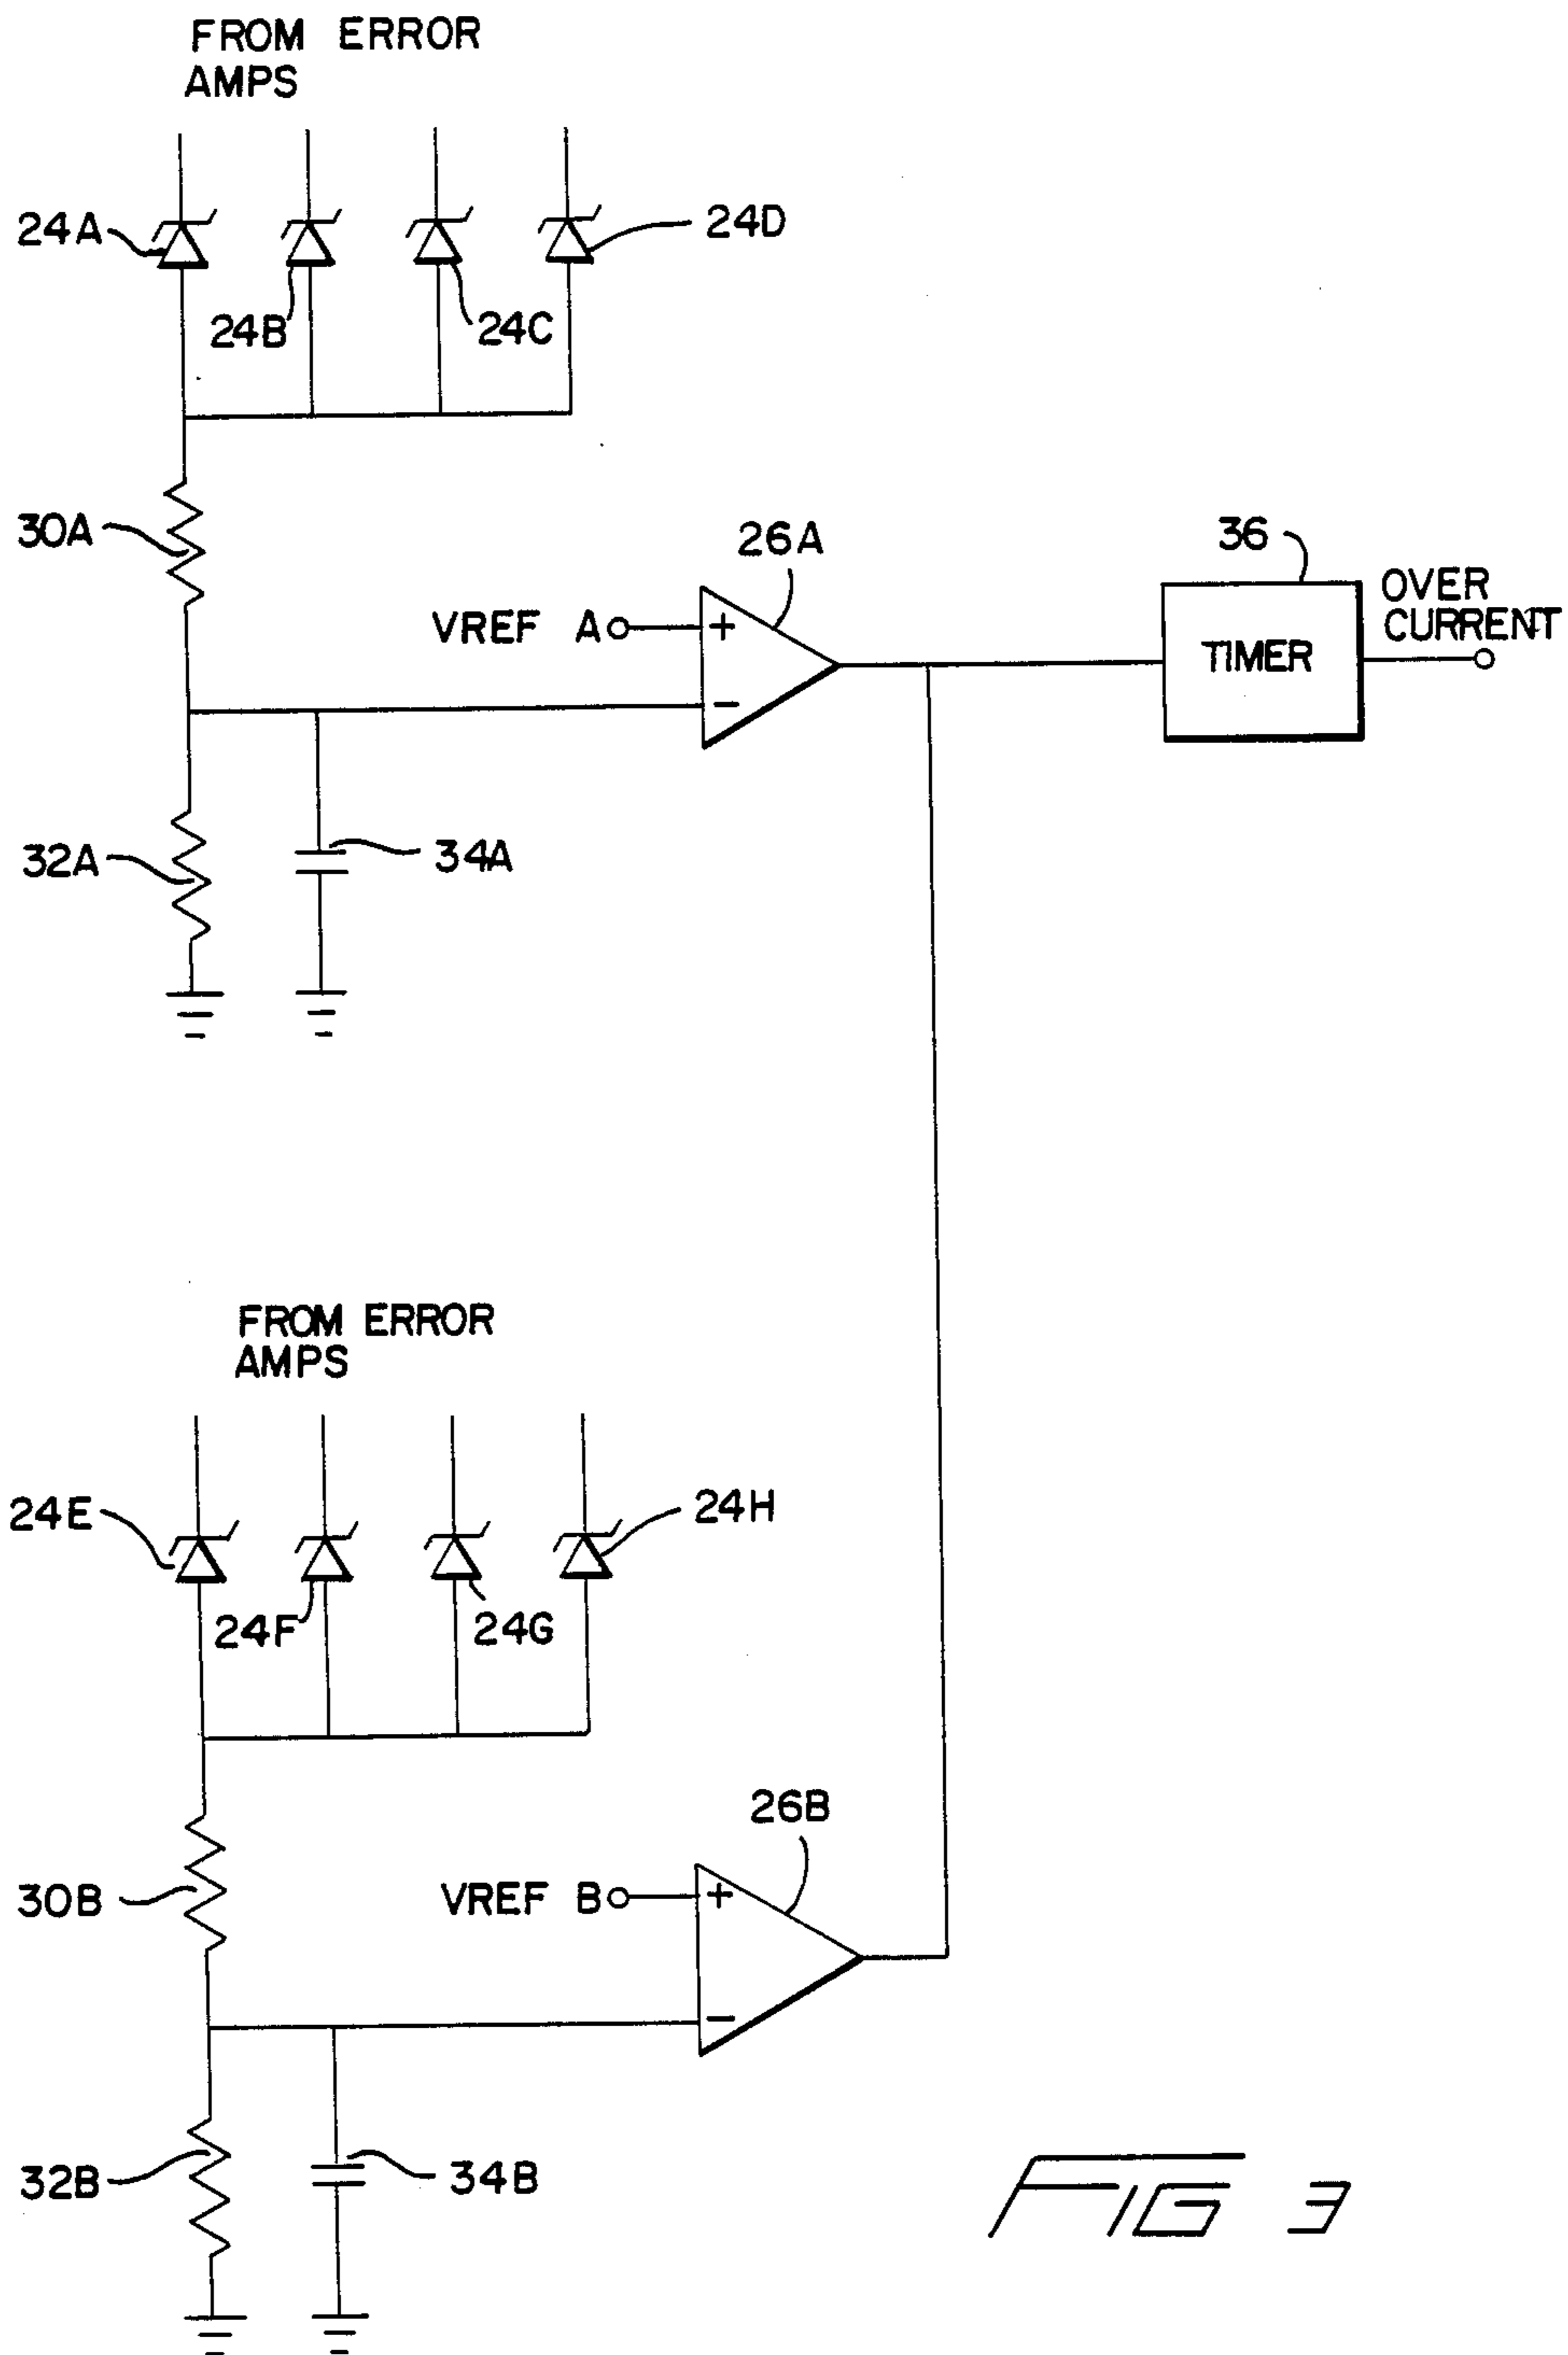 FROM ERROR
AMPS
24A
24B
24C
24D
30A
26A
36
VREF A
+
-
TIMER
OVER
CURRENT
32A
34A
FROM ERROR
AMPS
24E
24F
24G
24H
30B
26B
VREF B
+
-
32B
34B
FIG 3